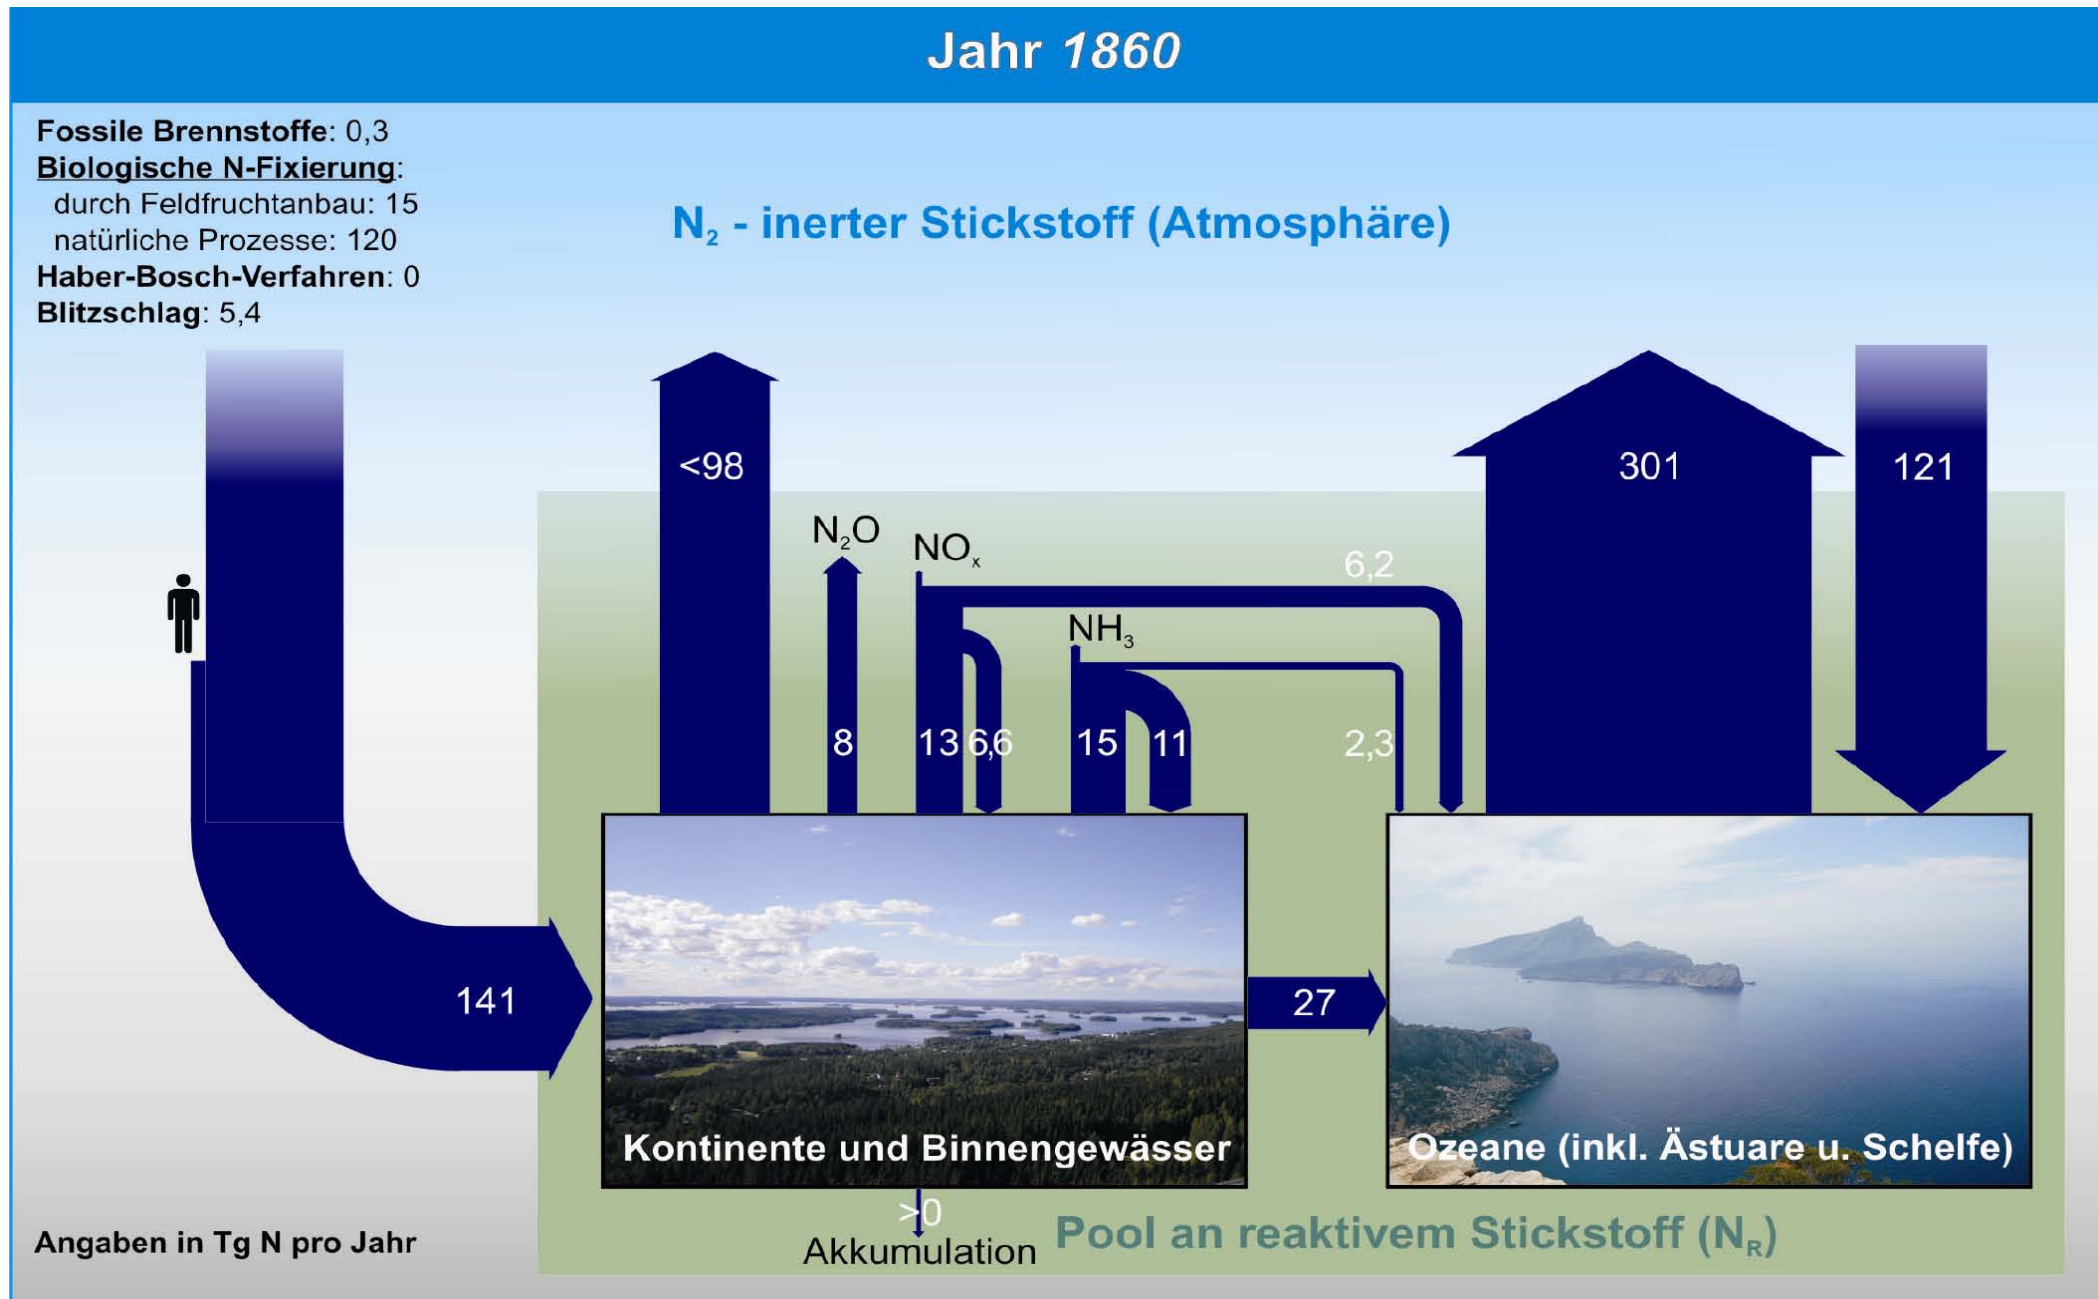 Jahr 1860
Fossile Brennstoffe: 0,3
Biologische N-Fixierung:
durch Feldfruchtanbau: 15
natürliche Prozesse: 120
Haber-Bosch-Verfahren: 0
Blitzschlag: 5,4
N₂ - inerter Stickstoff (Atmosphäre)
<98
301
121
N₂O
NOₓ
6,2
NH₃
8
13
6,6
15
11
2,3
141
27
Kontinente und Binnengewässer
Ozeane (inkl. Ästuare u. Schelfe)
>0
Akkumulation
Pool an reaktivem Stickstoff (N_R)
Angaben in Tg N pro Jahr